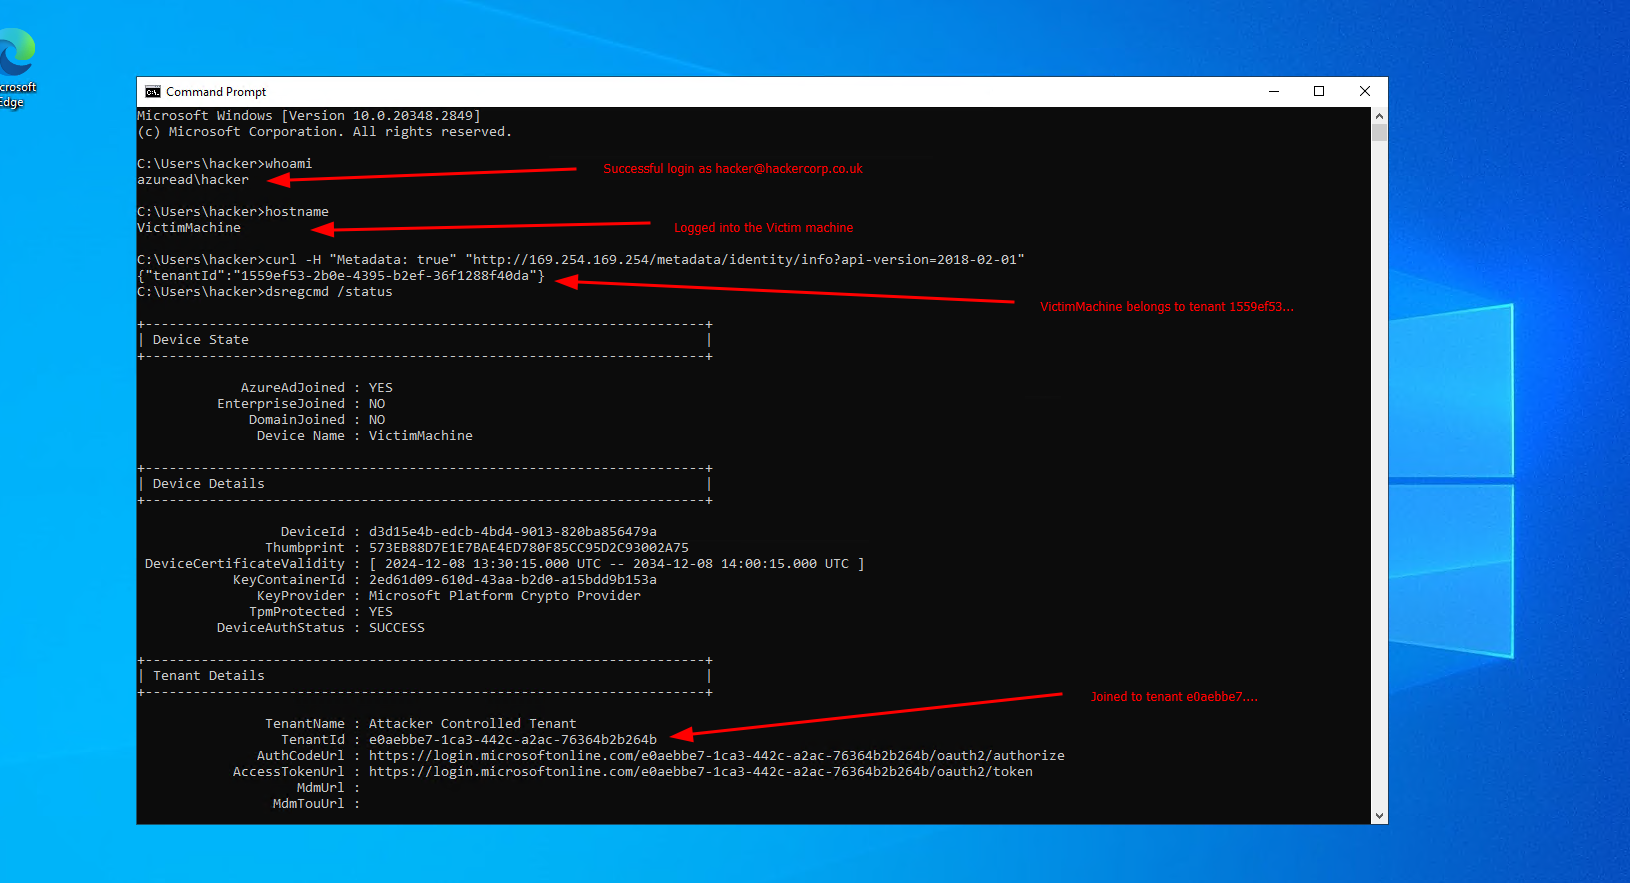 crosoft
Edge
Command Prompt
Microsoft Windows [Version 10.0.20348.2849]
(c) Microsoft Corporation. All rights reserved.
C:\Users\hacker>whoami
Successful login as hacker@hackercorp.co.uk
azuread\hacker
C:\Users\hacker>hostname
VictimMachine
Logged into the Victim machine
C:\Users\hacker>curl -H "Metadata: true" "http://169.254.169.254/metadata/identity/info?api-version=2018-02-01"
{"tenantId":"1559ef53-2b0e-4395-b2ef-36f1288f40da"}
C:\Users\hacker>dsregcmd /status
VictimMachine belongs to tenant 1559ef53...
+----------------------------------------------------------------------+
| Device State                                                         |
+----------------------------------------------------------------------+
AzureAdJoined : YES
EnterpriseJoined : NO
DomainJoined : NO
Device Name : VictimMachine
+----------------------------------------------------------------------+
| Device Details                                                       |
+----------------------------------------------------------------------+
DeviceId : d3d15e4b-edcb-4bd4-9013-820ba856479a
Thumbprint : 573EB88D7E1E7BAE4ED780F85CC95D2C93002A75
DeviceCertificateValidity : [ 2024-12-08 13:30:15.000 UTC -- 2034-12-08 14:00:15.000 UTC ]
KeyContainerId : 2ed61d09-610d-43aa-b2d0-a15bdd9b153a
KeyProvider : Microsoft Platform Crypto Provider
TpmProtected : YES
DeviceAuthStatus : SUCCESS
+----------------------------------------------------------------------+
| Tenant Details                                                       |
+----------------------------------------------------------------------+
Joined to tenant e0aebbe7....
TenantName : Attacker Controlled Tenant
TenantId : e0aebbe7-1ca3-442c-a2ac-76364b2b264b
AuthCodeUrl : https://login.microsoftonline.com/e0aebbe7-1ca3-442c-a2ac-76364b2b264b/oauth2/authorize
AccessTokenUrl : https://login.microsoftonline.com/e0aebbe7-1ca3-442c-a2ac-76364b2b264b/oauth2/token
MdmUrl :
MdmTouUrl :